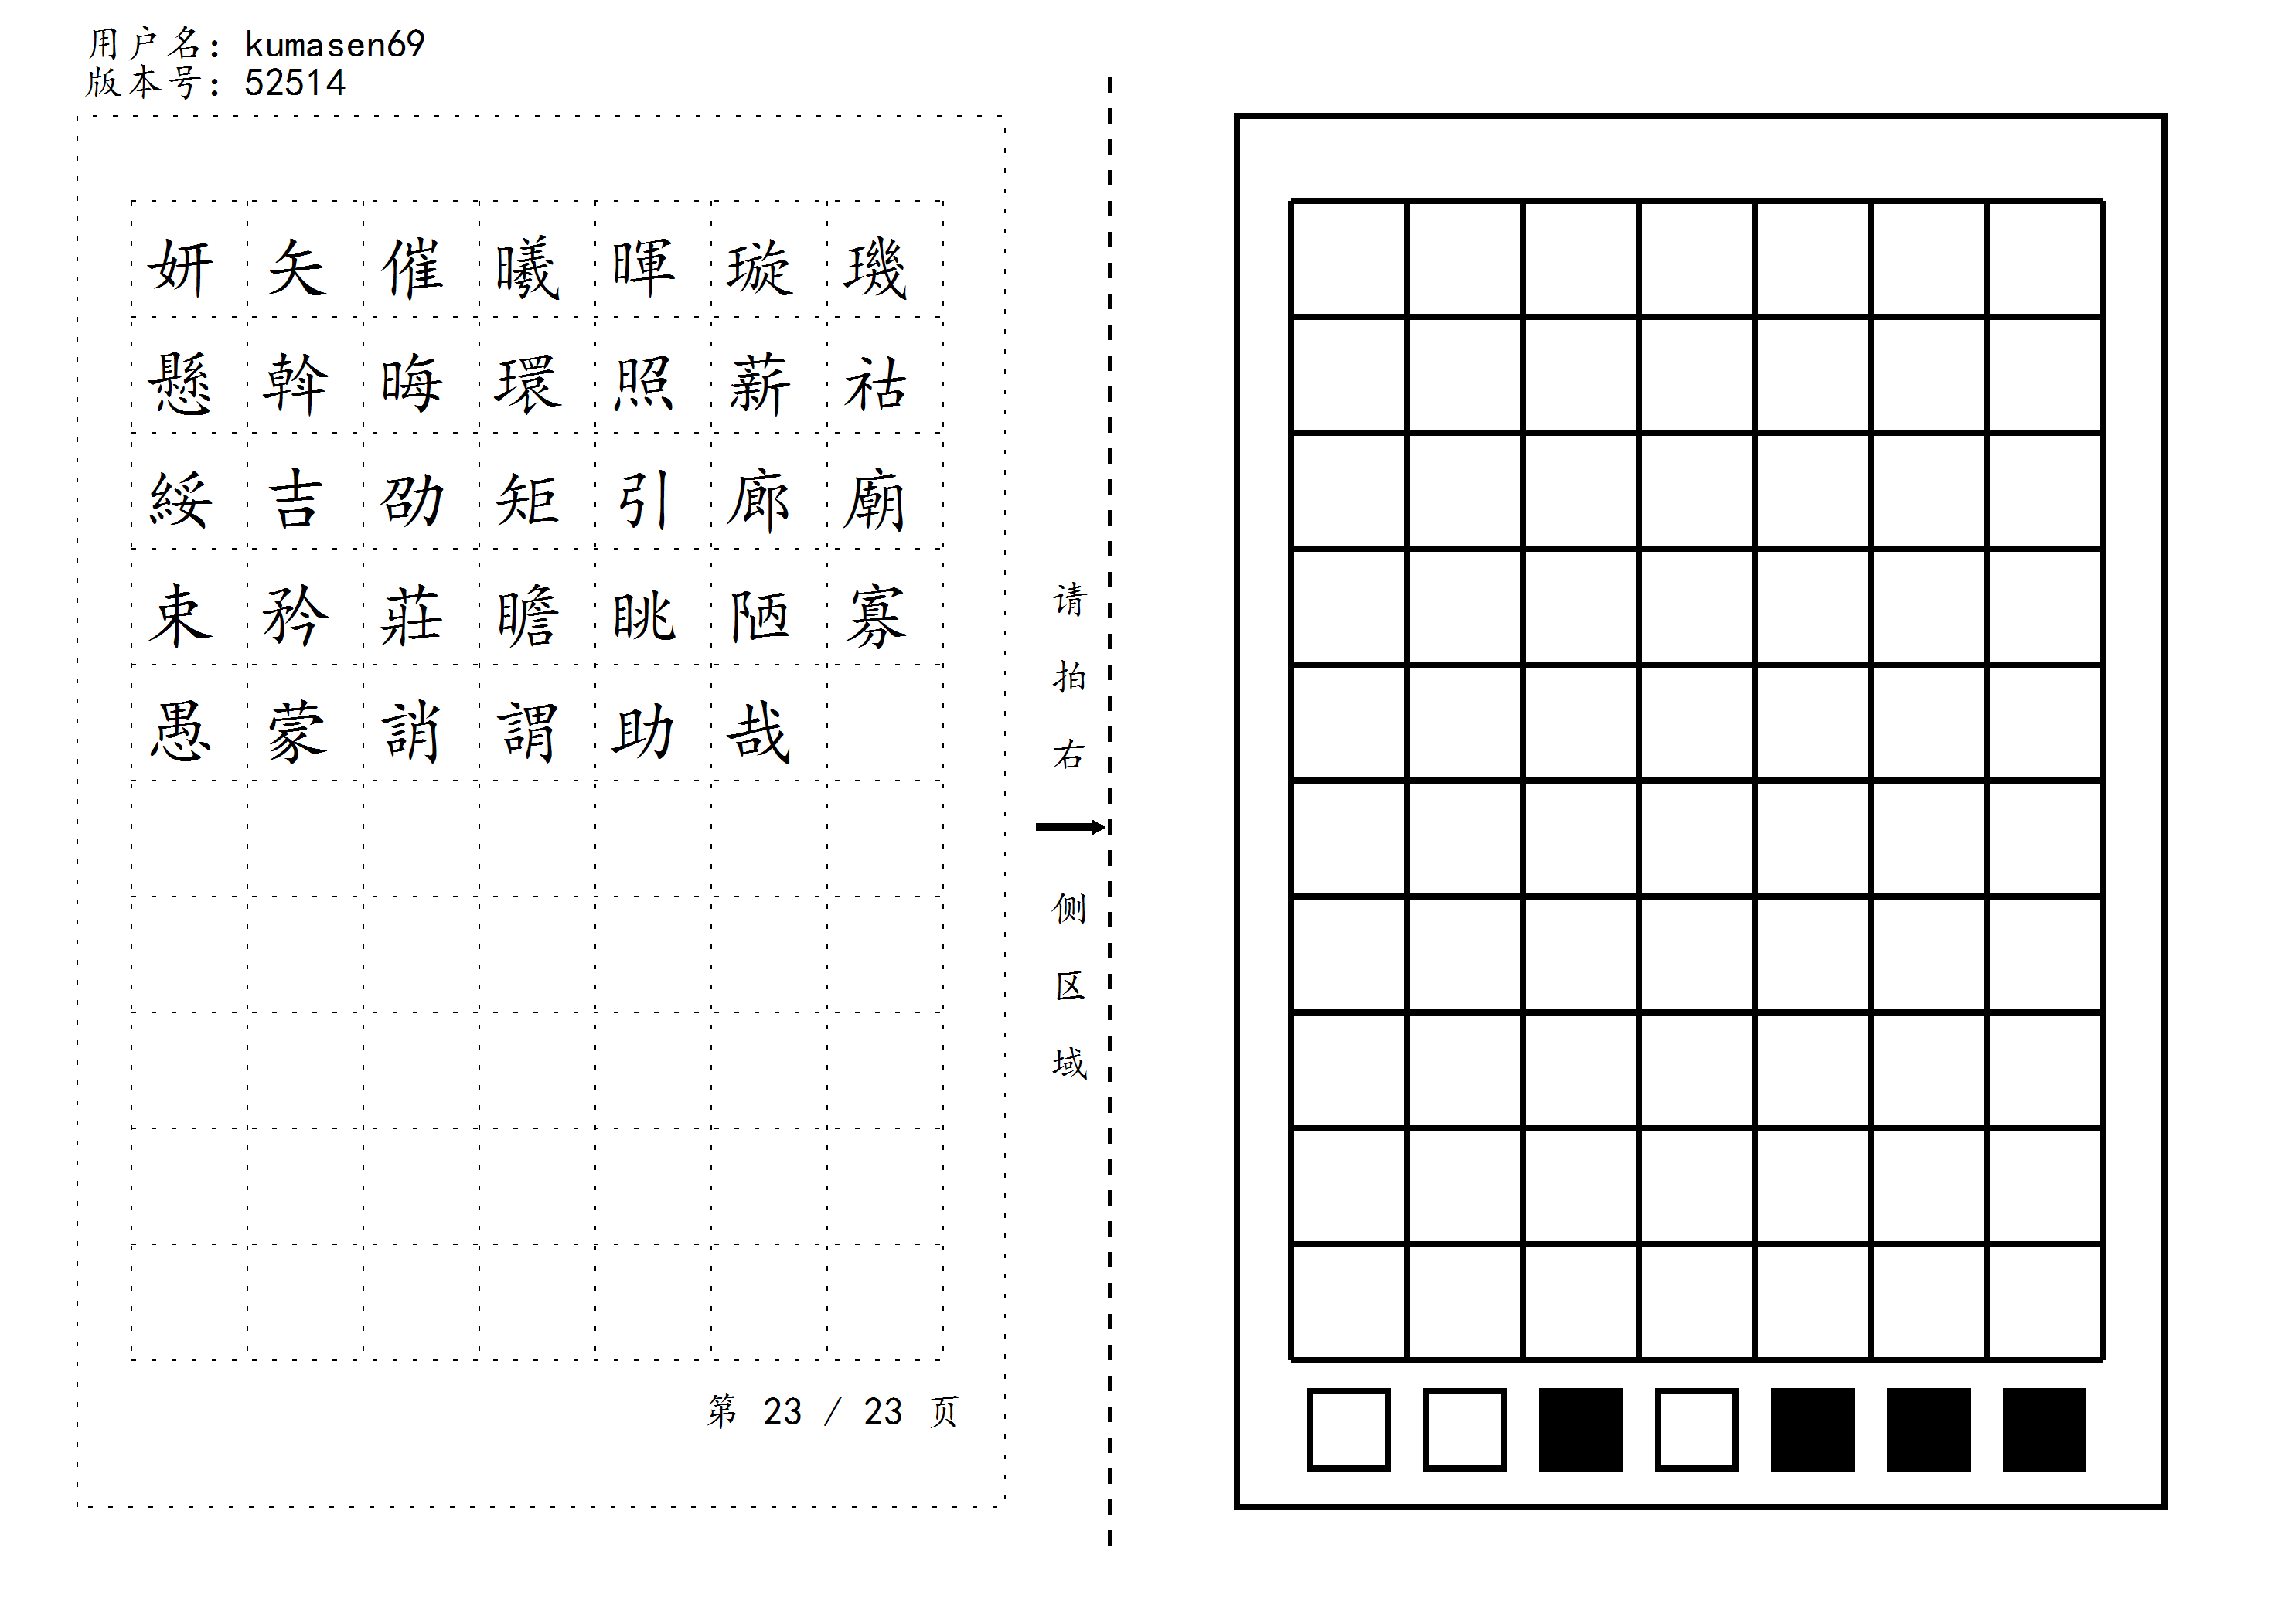 用户名: kumasen69
版本号: 52514
妍矢催曦暉璇璣
懸斡晦環照薪祜
綏吉劭矩引廊廟
束矜莊瞻眺陋寡
愚蒙誚謂助哉
请拍右侧区域
第 23 / 23 页